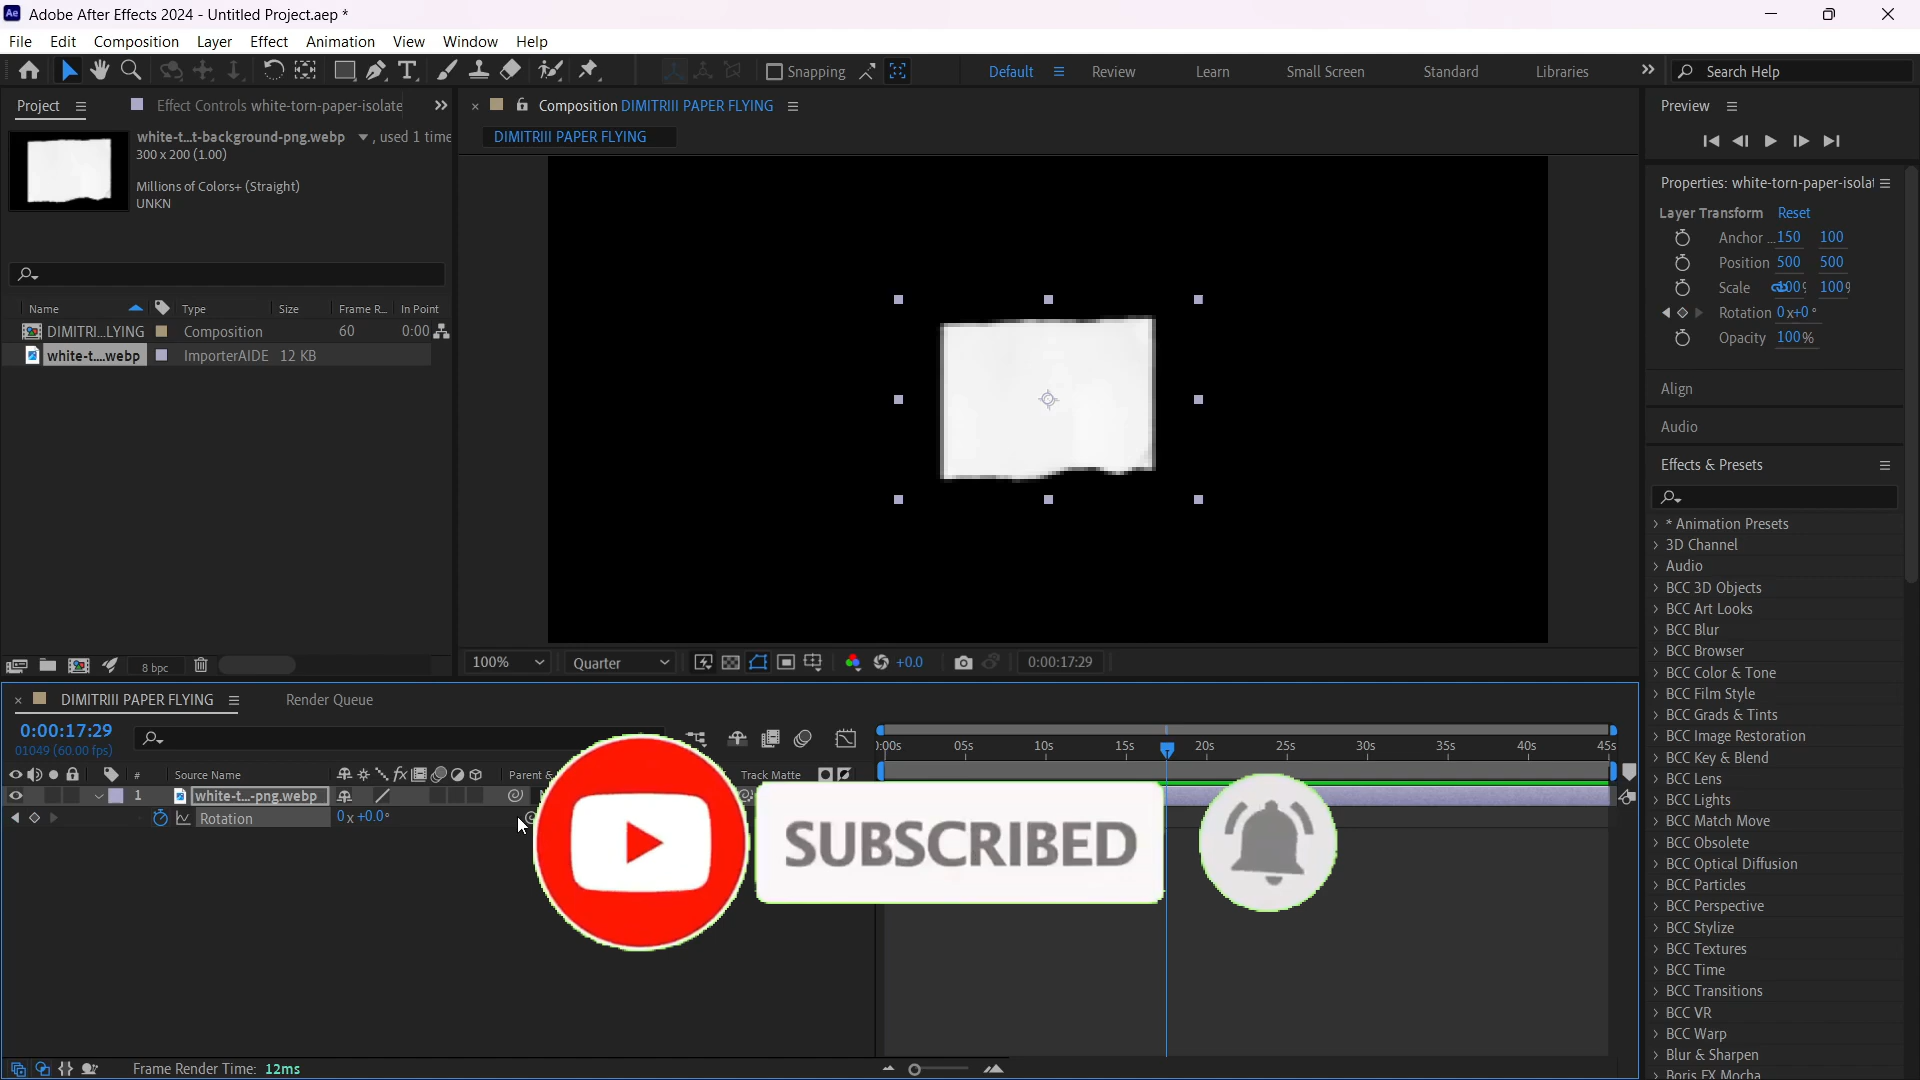 Ae Adobe After Effects 2024 - Untitled Project.aep *
File Edit Composition Layer Effect Animation View Window Help
Snapping Default Review Learn Small Screen Standard Libraries Search Help
Project Effect Controls white-torn-paper-isolate
white-t...t-background-png.webp , used 1 time
300 x 200 (1.00)
Millions of Colors+ (Straight)
UNKN
Name Type Size Frame R... In Point
DIMITRI...LYING Composition 60 0:00
white-t....webp ImporterAIDE 12 KB
8 bpc
Composition DIMITRIII PAPER FLYING
DIMITRIII PAPER FLYING
100% Quarter +0.0 0:00:17:29
Preview
Properties: white-torn-paper-isolat
Layer Transform Reset
Anchor ... 150 100
Position 500 500
Scale 100
Rotation 0x+0°
Opacity 100%
Align
Audio
Effects & Presets
* Animation Presets
3D Channel
Audio
BCC 3D Objects
BCC Art Looks
BCC Blur
BCC Browser
BCC Color & Tone
BCC Film Style
BCC Grads & Tints
BCC Image Restoration
BCC Key & Blend
BCC Lens
BCC Lights
BCC Match Move
BCC Obsolete
BCC Optical Diffusion
BCC Particles
BCC Perspective
BCC Stylize
BCC Textures
BCC Time
BCC Transitions
BCC VR
BCC Warp
Blur & Sharpen
Boris FX Mocha
DIMITRIII PAPER FLYING Render Queue
0:00:17:29
01049 (60.00 fps)
):00s 05s 10s 15s 20s 25s 30s 35s 40s 45s
# Source Name Parent & Track Matte
1 white-t...-png.webp
Rotation 0x+0.0°
SUBSCRIBED
Frame Render Time: 12ms